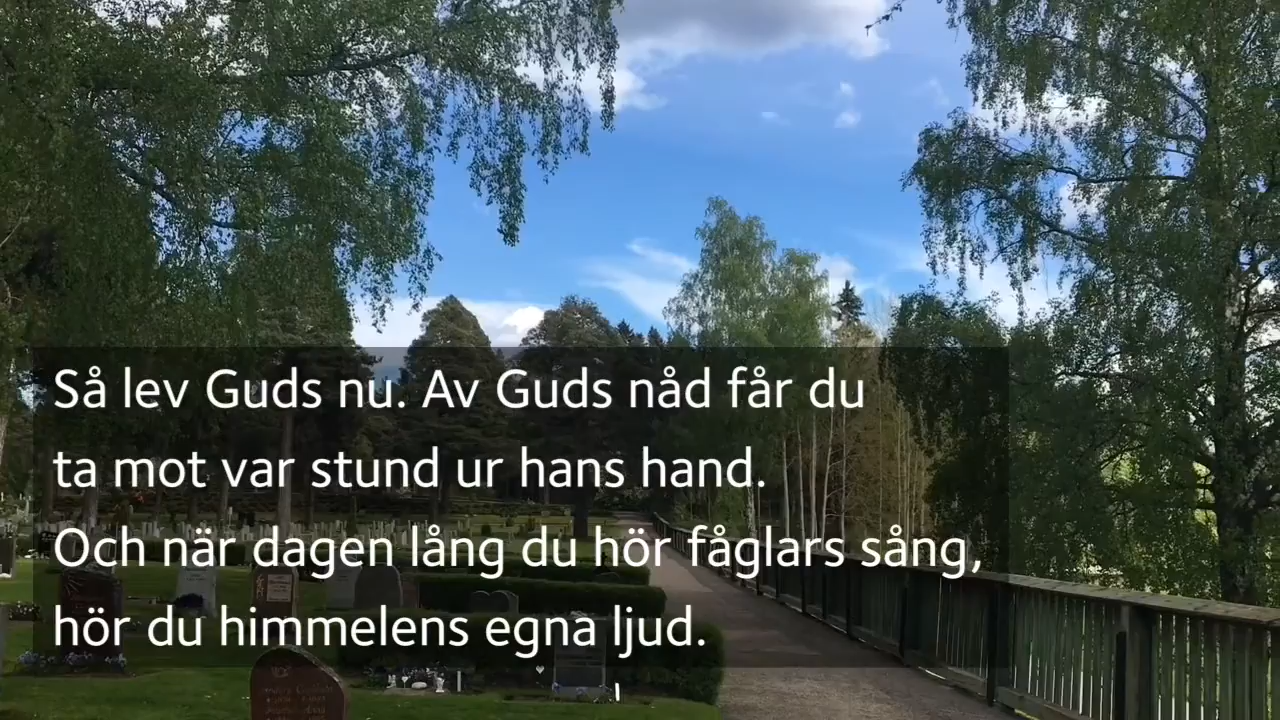 Så lev Guds nu. Av Guds nåd får du
ta mot var stund ur hans hand.
Och när dagen lång du hör fåglars sång,
hör du himmelens egna ljud.